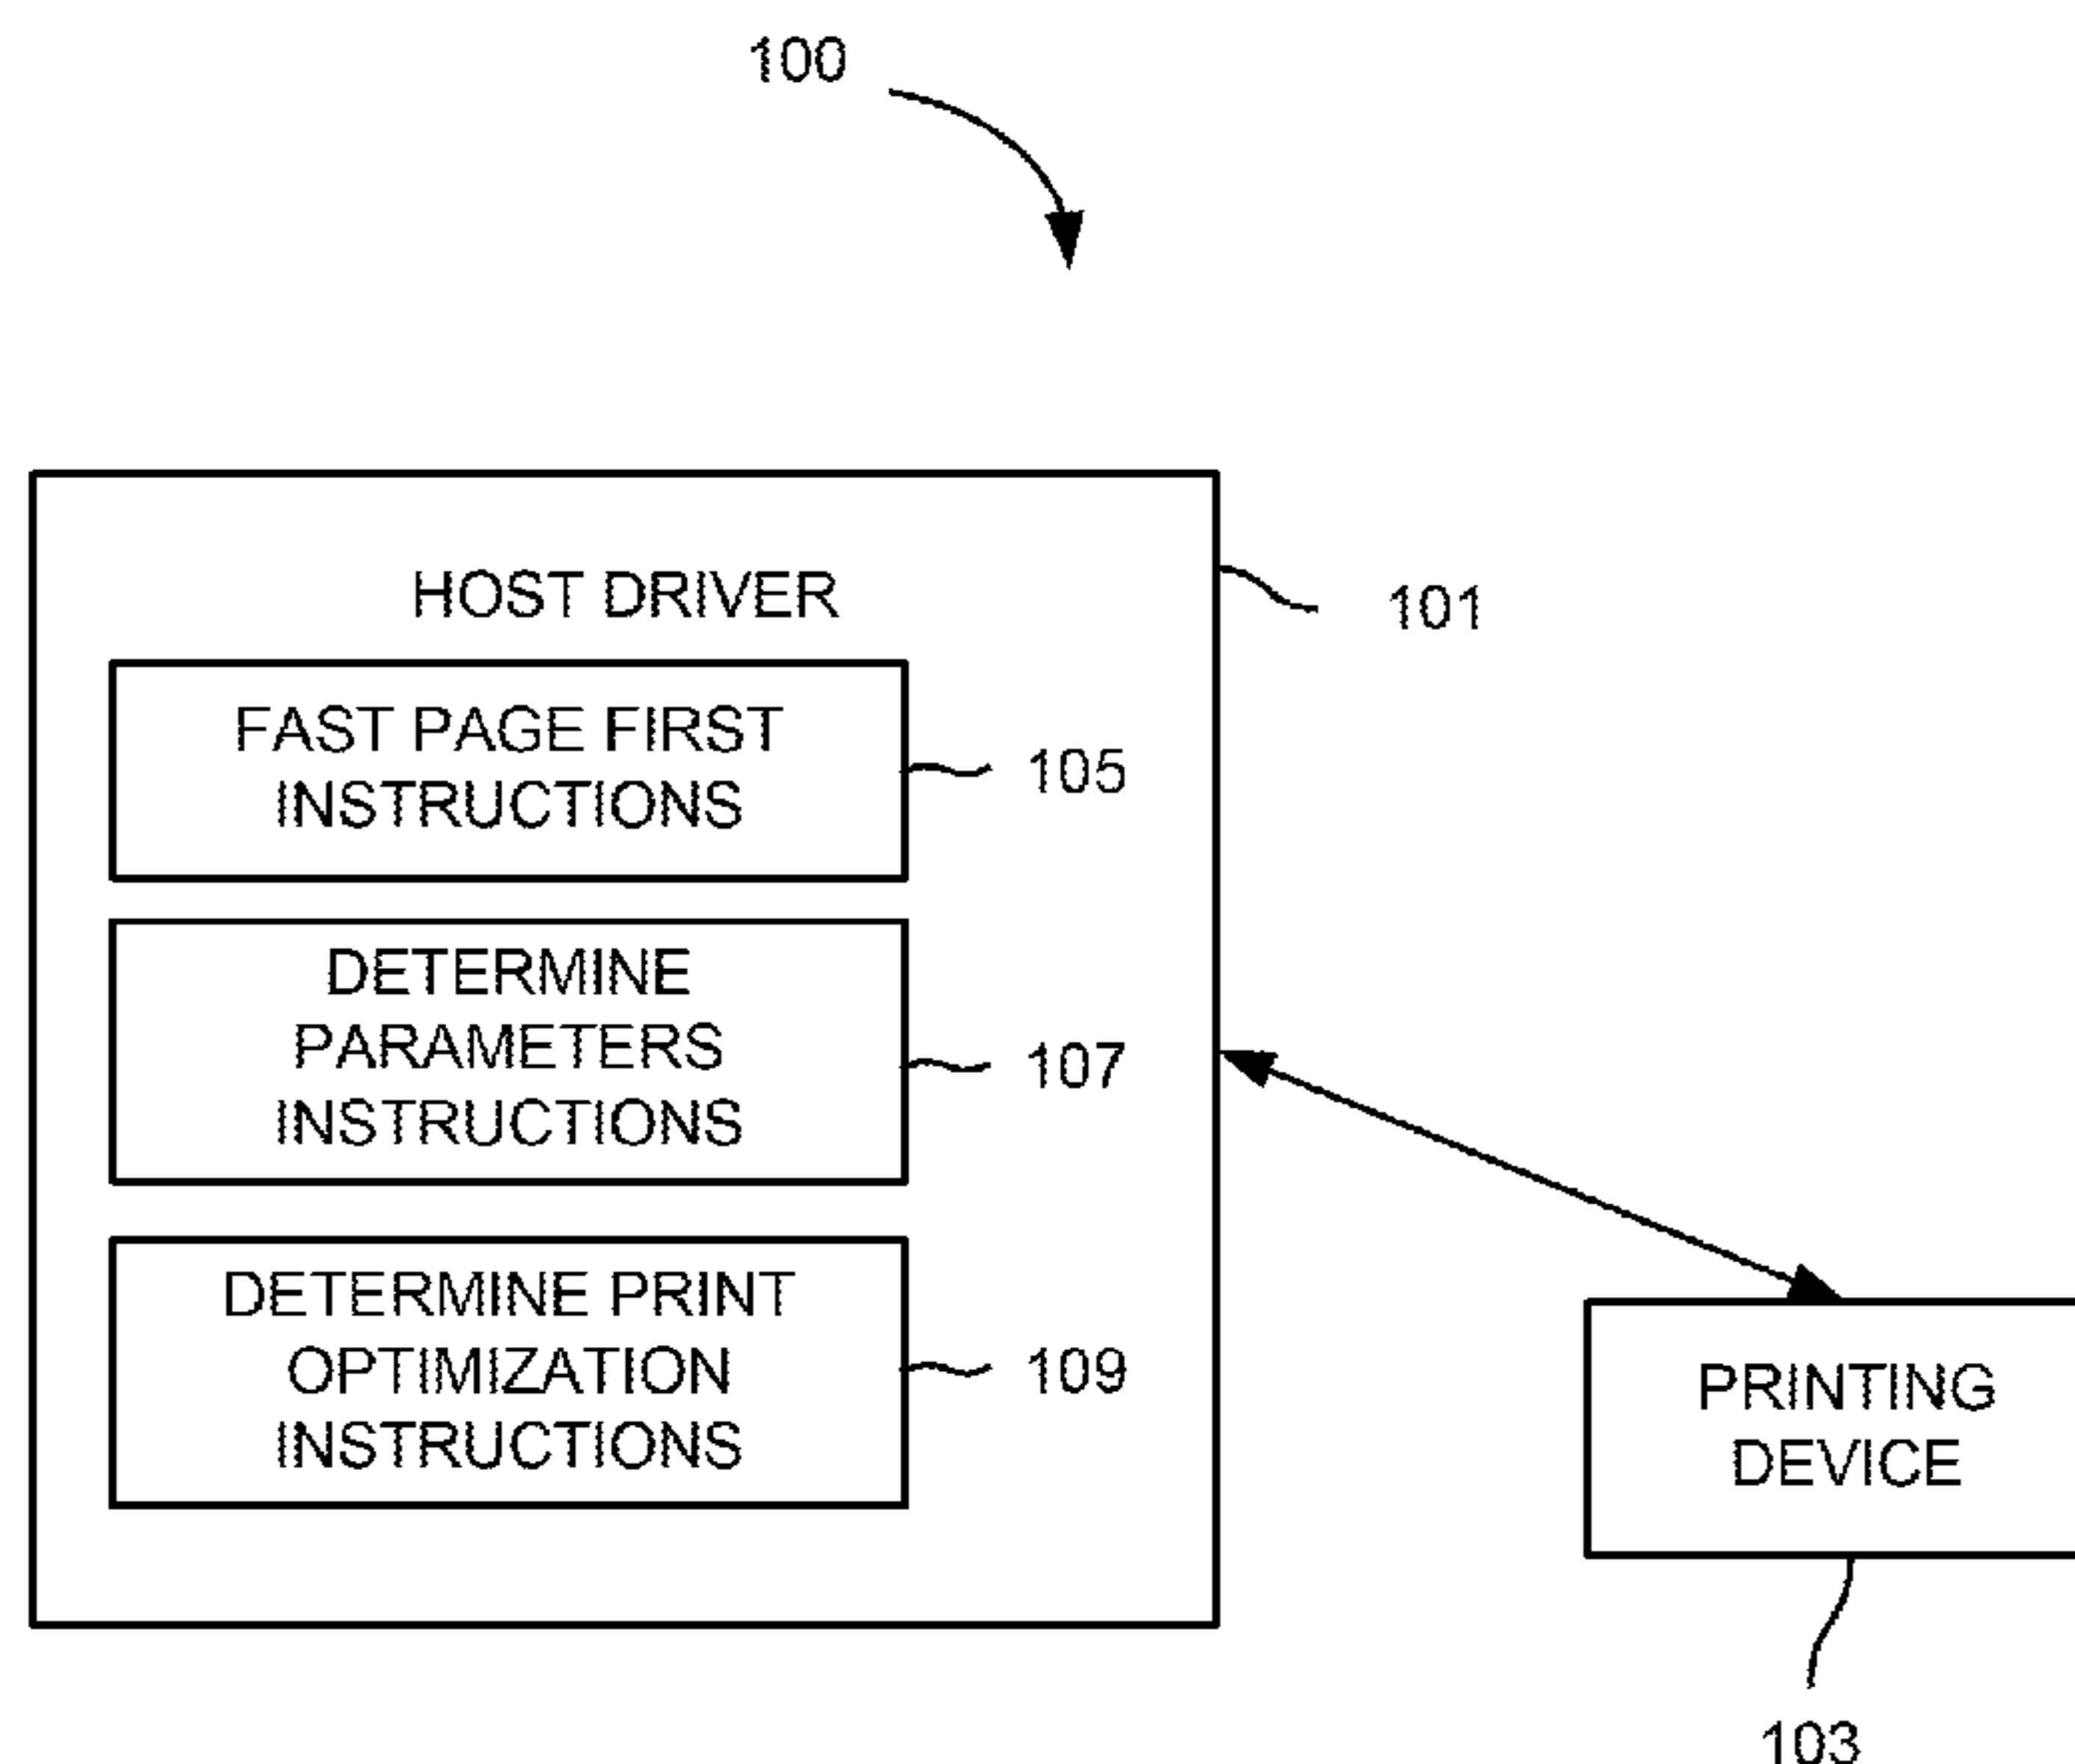 100
HOST DRIVER
101
FAST PAGE FIRST
INSTRUCTIONS
105
DETERMINE
PARAMETERS
INSTRUCTIONS
107
DETERMINE PRINT
OPTIMIZATION
INSTRUCTIONS
109
PRINTING
DEVICE
103